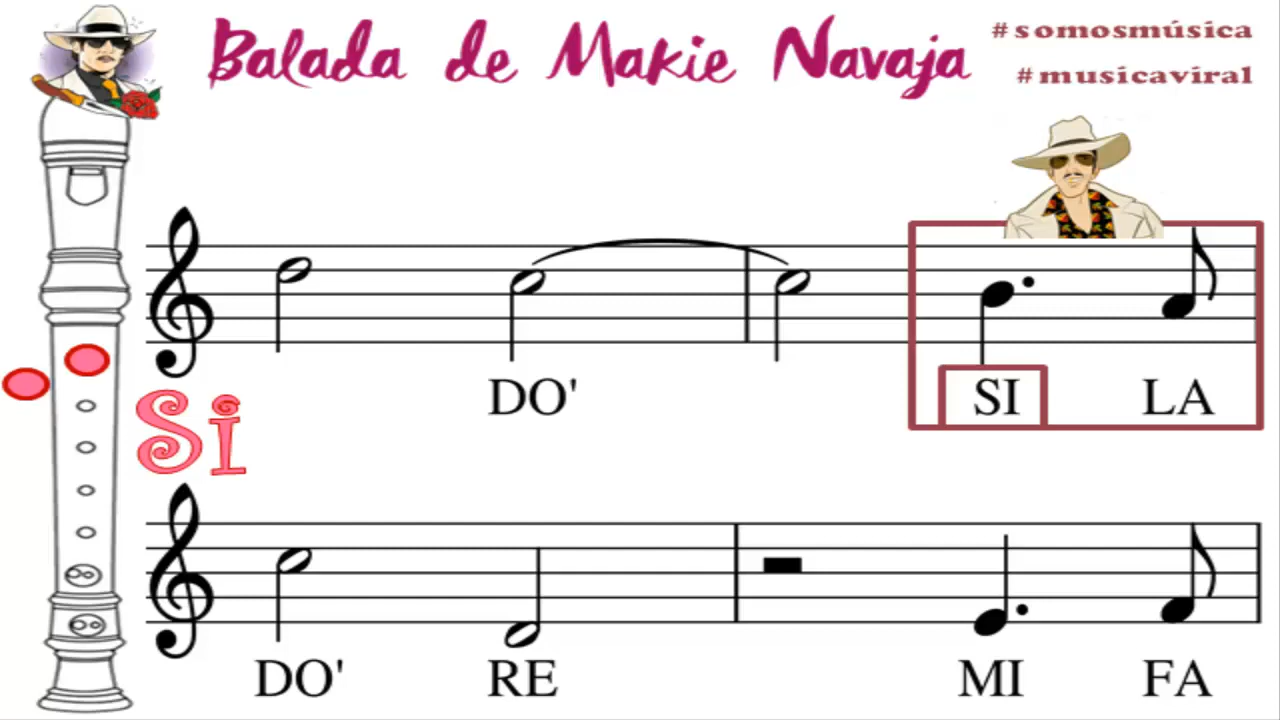 Balada de Makie Navaja
#somosmúsica
#musicaviral
DO' SI LA
Si
DO' RE MI FA